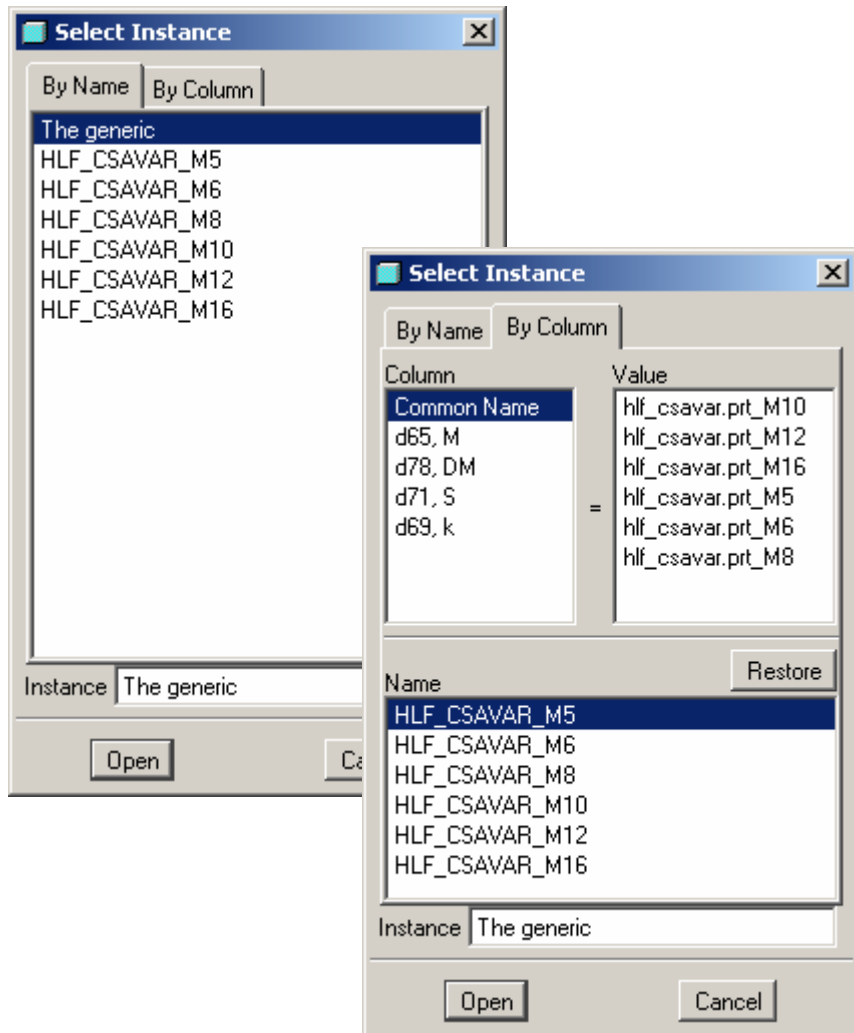 Select Instance
By Name By Column
The generic
HLF_CSAVAR_M5
HLF_CSAVAR_M6
HLF_CSAVAR_M8
HLF_CSAVAR_M10
HLF_CSAVAR_M12
HLF_CSAVAR_M16
Instance The generic
Open Ca
Select Instance
By Name By Column
Column
Common Name
d65, M
d78, DM
d71, S
d69, k
=
Value
hlf_csavar.prt_M10
hlf_csavar.prt_M12
hlf_csavar.prt_M16
hlf_csavar.prt_M5
hlf_csavar.prt_M6
hlf_csavar.prt_M8
Restore
Name
HLF_CSAVAR_M5
HLF_CSAVAR_M6
HLF_CSAVAR_M8
HLF_CSAVAR_M10
HLF_CSAVAR_M12
HLF_CSAVAR_M16
Instance The generic
Open Cancel